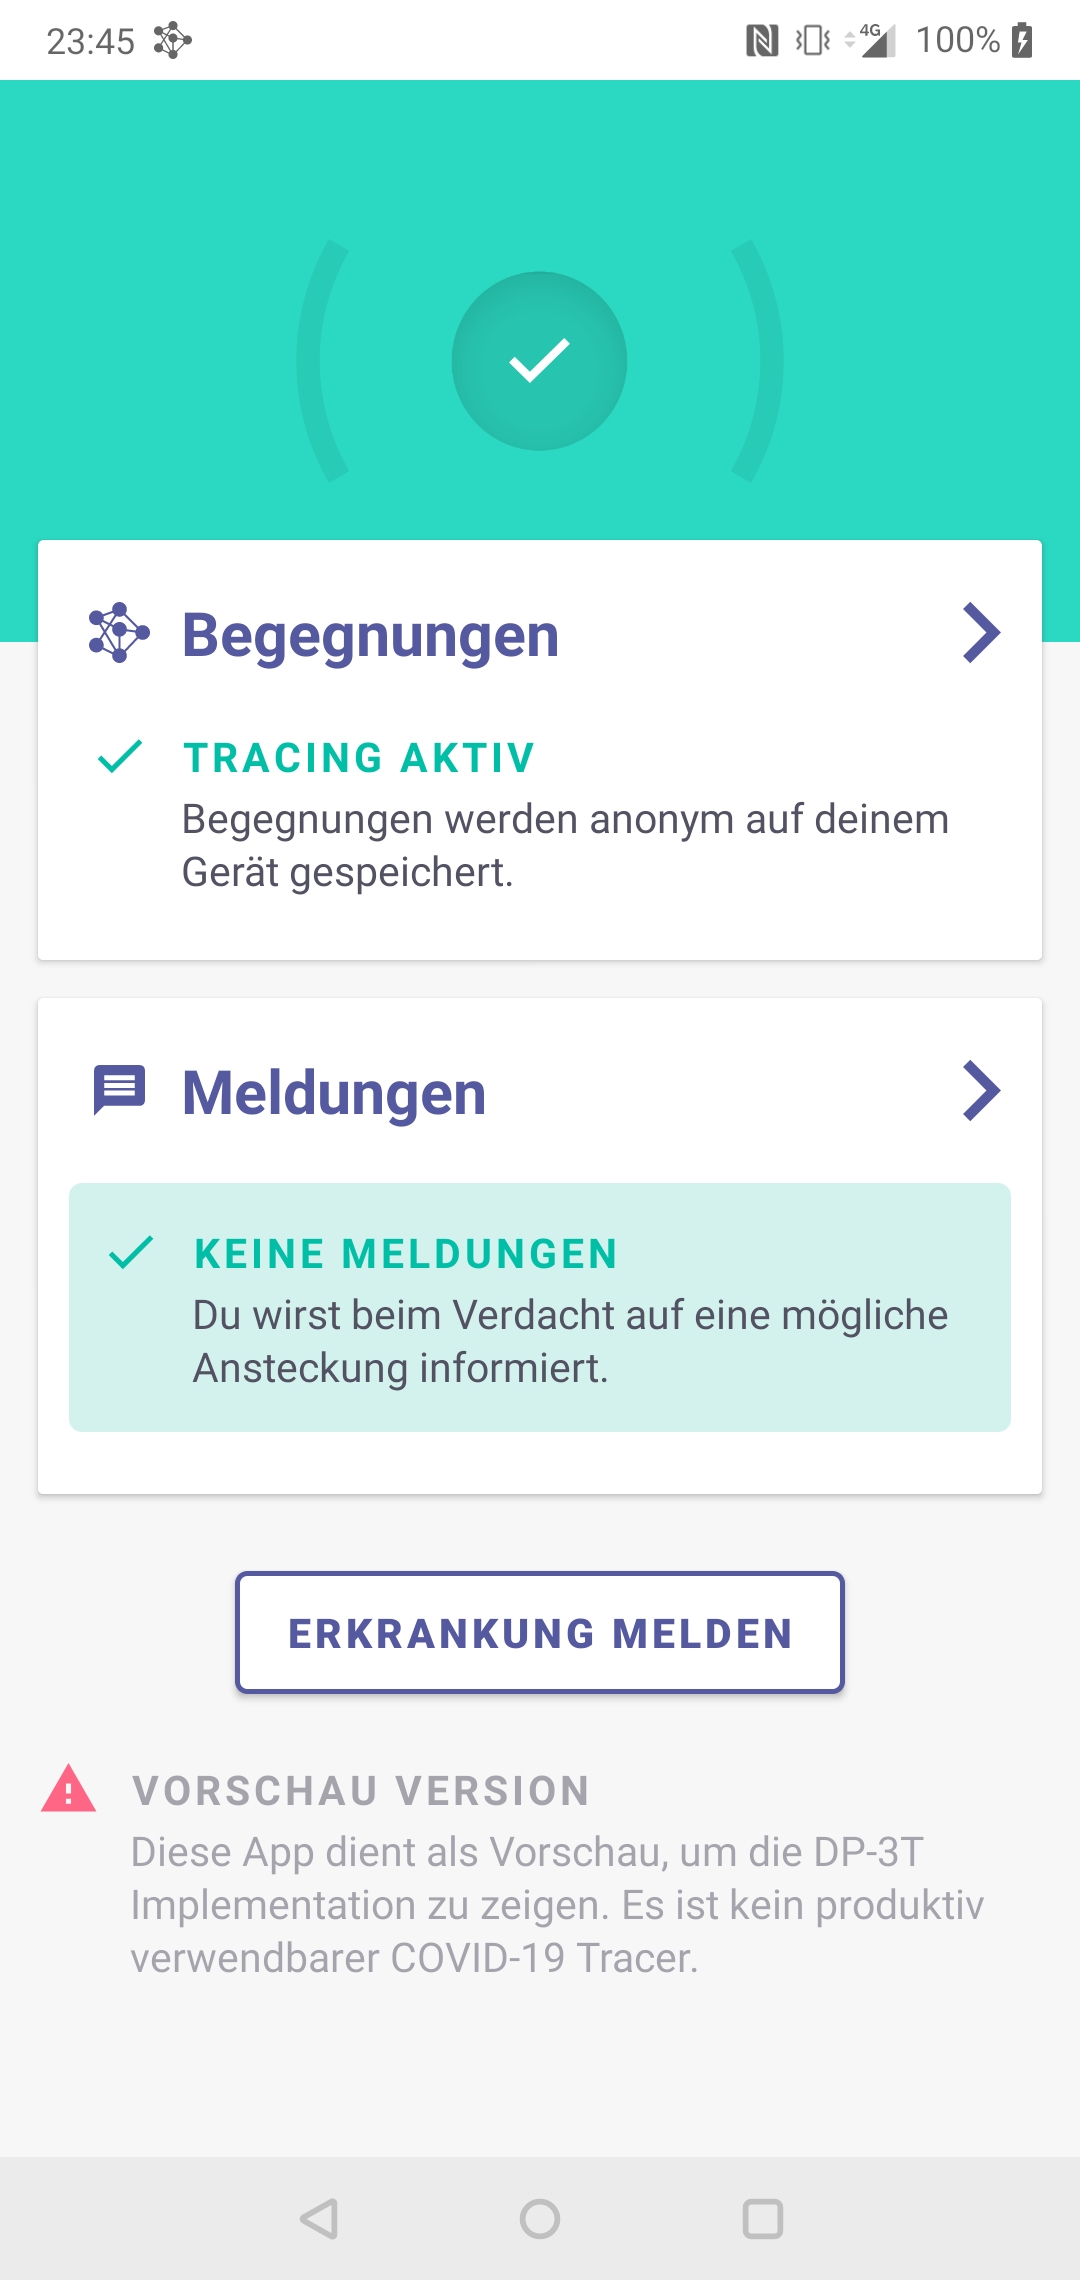 23:45
4G 100%
Begegnungen
TRACING AKTIV
Begegnungen werden anonym auf deinem
Gerät gespeichert.
Meldungen
KEINE MELDUNGEN
Du wirst beim Verdacht auf eine mögliche
Ansteckung informiert.
ERKRANKUNG MELDEN
VORSCHAU VERSION
Diese App dient als Vorschau, um die DP-3T
Implementation zu zeigen. Es ist kein produktiv
verwendbarer COVID-19 Tracer.